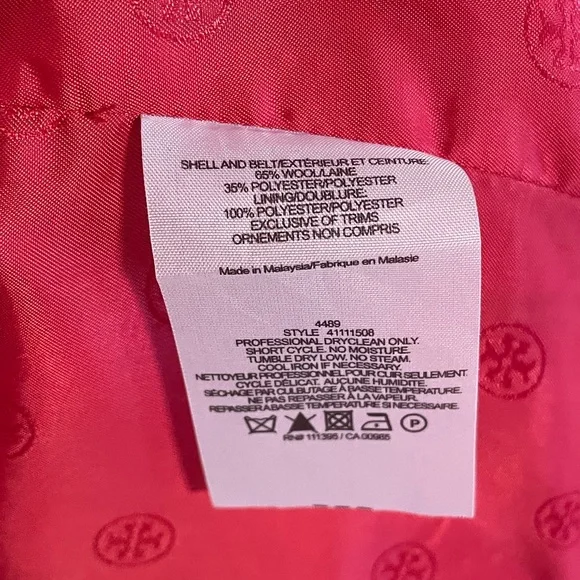 SHELL AND BELT/EXTÉRIEUR ET CEINTURE:
65% WOOL/LAINE
35% POLYESTER/POLYESTER
LINING/DOUBLURE:
100% POLYESTER/POLYESTER
EXCLUSIVE OF TRIMS
ORNEMENTS NON COMPRIS
Made in Malaysia/Fabrique en Malasie
4489
STYLE 41111508
PROFESSIONAL DRYCLEAN ONLY.
SHORT CYCLE. NO MOISTURE.
TUMBLE DRY LOW. NO STEAM.
COOL IRON IF NECESSARY.
NETTOYEUR PROFESSIONNEL POUR CUIR SEULEMENT.
CYCLE DÉLICAT. AUCUNE HUMIDITÉ.
SÉCHAGE PAR CULBUTAGE À BASSE TEMPÉRATURE.
NE PAS REPASSER À LA VAPEUR.
REPASSER À BASSE TEMPÉRATURE SI NÉCESSAIRE.
P
RN# 111395 / CA 00965